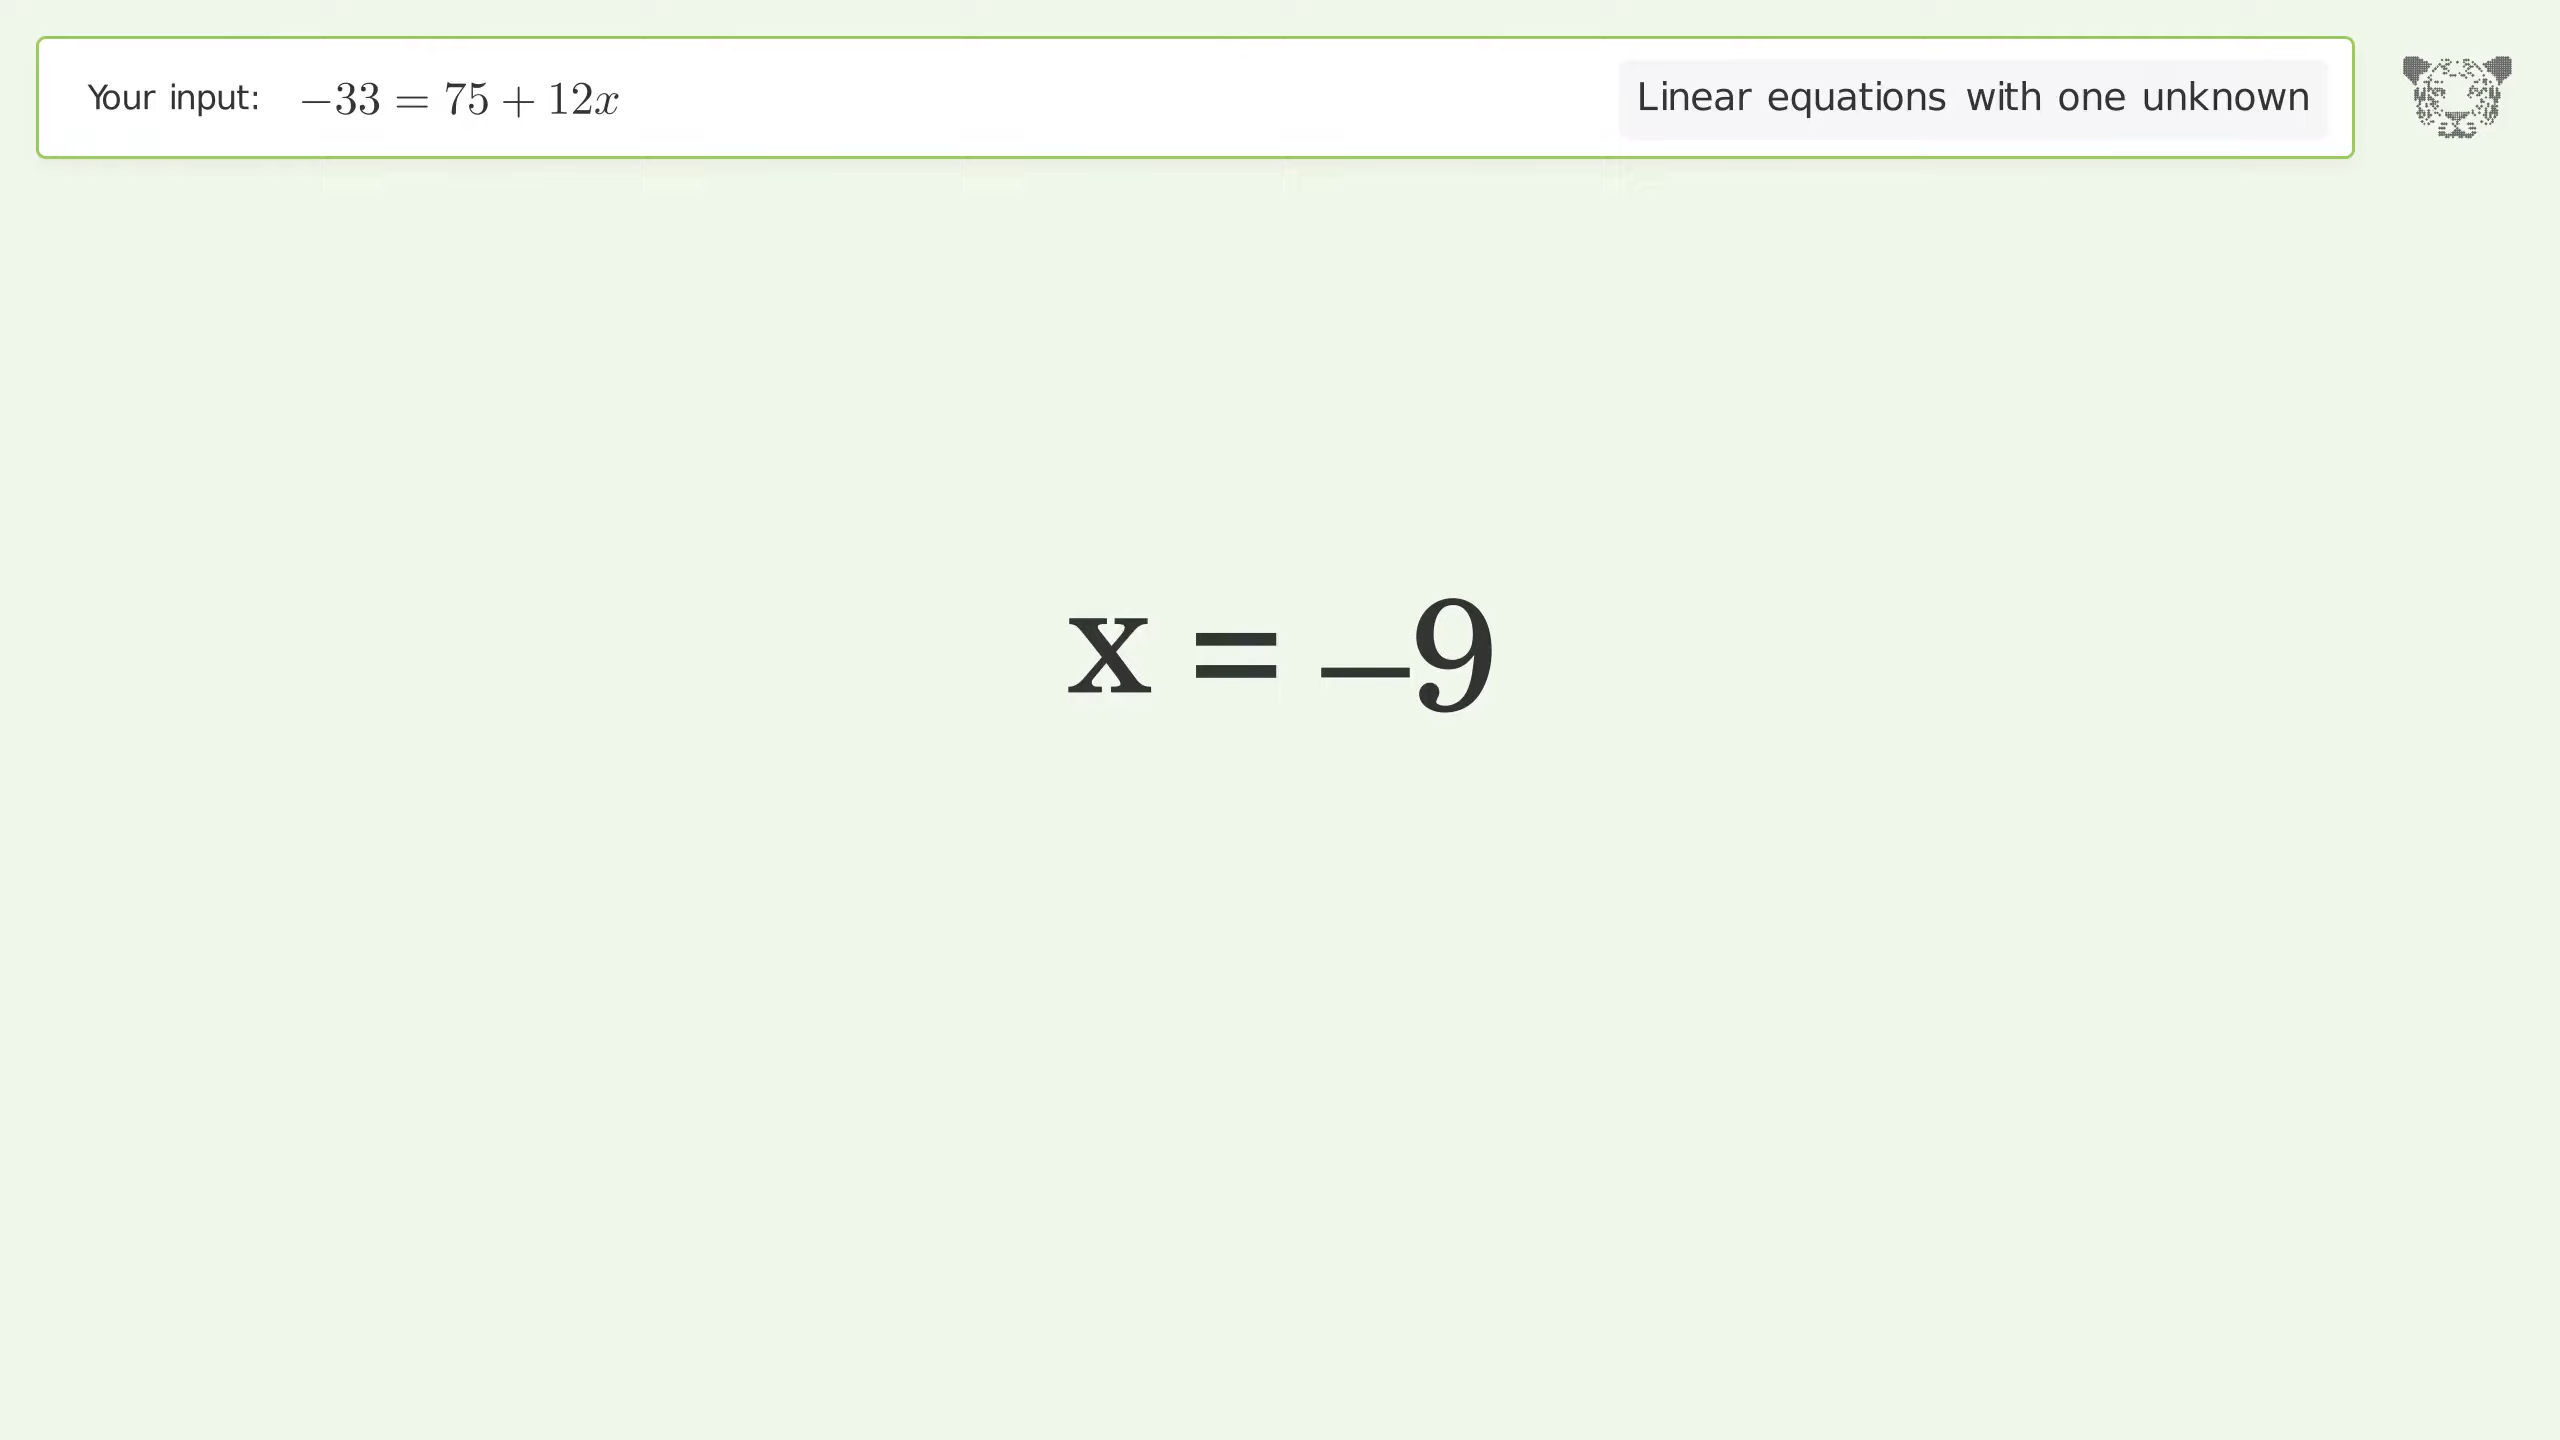 Your input: −33 = 75 + 12x
Linear equations with one unknown
x = −9